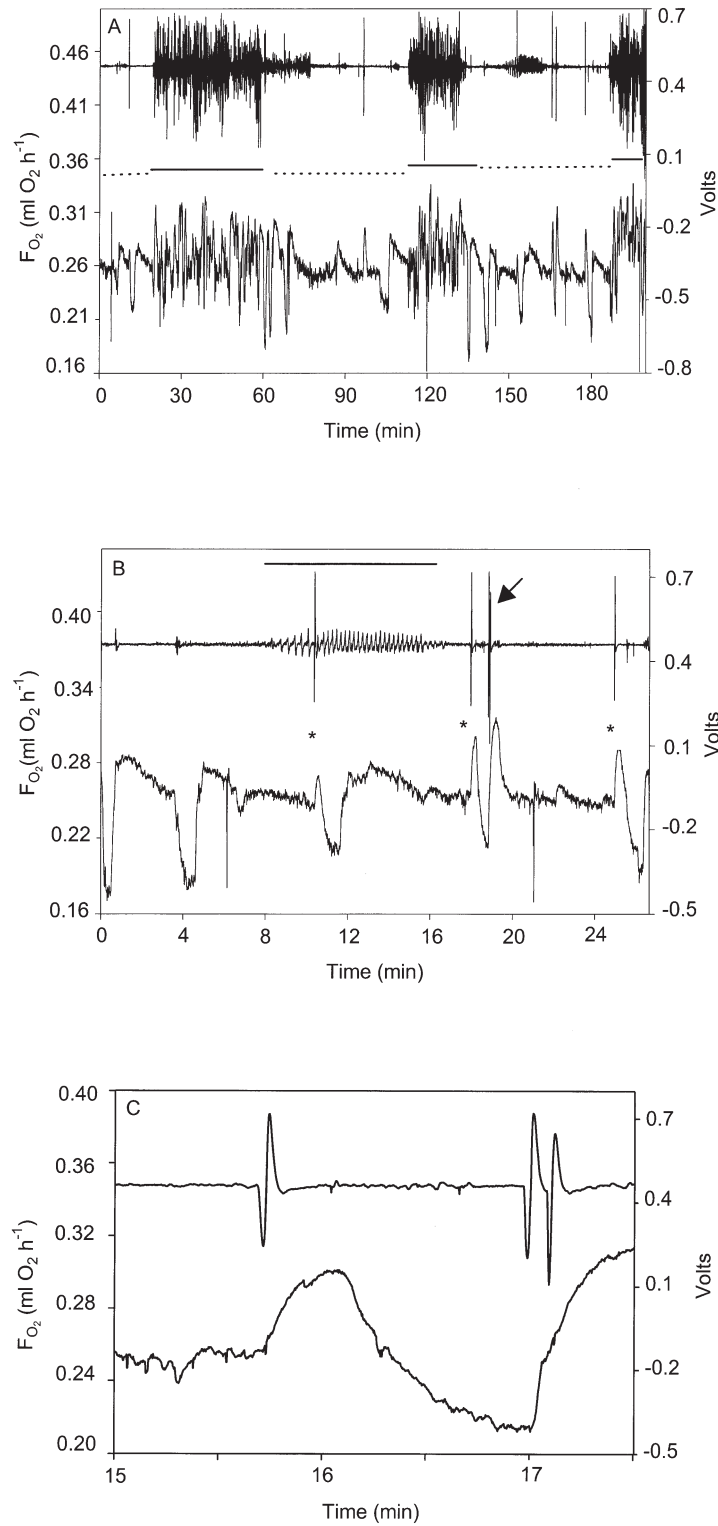 A
0.46
0.41
0.36
0.31
0.26
0.21
0.16
F O₂ (ml O₂ h⁻¹)
0.7
0.4
0.1
-0.2
-0.5
-0.8
Volts
0 30 60 90 120 150 180
Time (min)
B
0.40
0.34
0.28
0.22
0.16
F O₂ (ml O₂ h⁻¹)
0.7
0.4
0.1
-0.2
-0.5
Volts
* * *
0 4 8 12 16 20 24
Time (min)
C
0.40
0.36
0.32
0.28
0.24
0.20
F O₂ (ml O₂ h⁻¹)
0.7
0.4
0.1
-0.2
-0.5
Volts
15 16 17
Time (min)